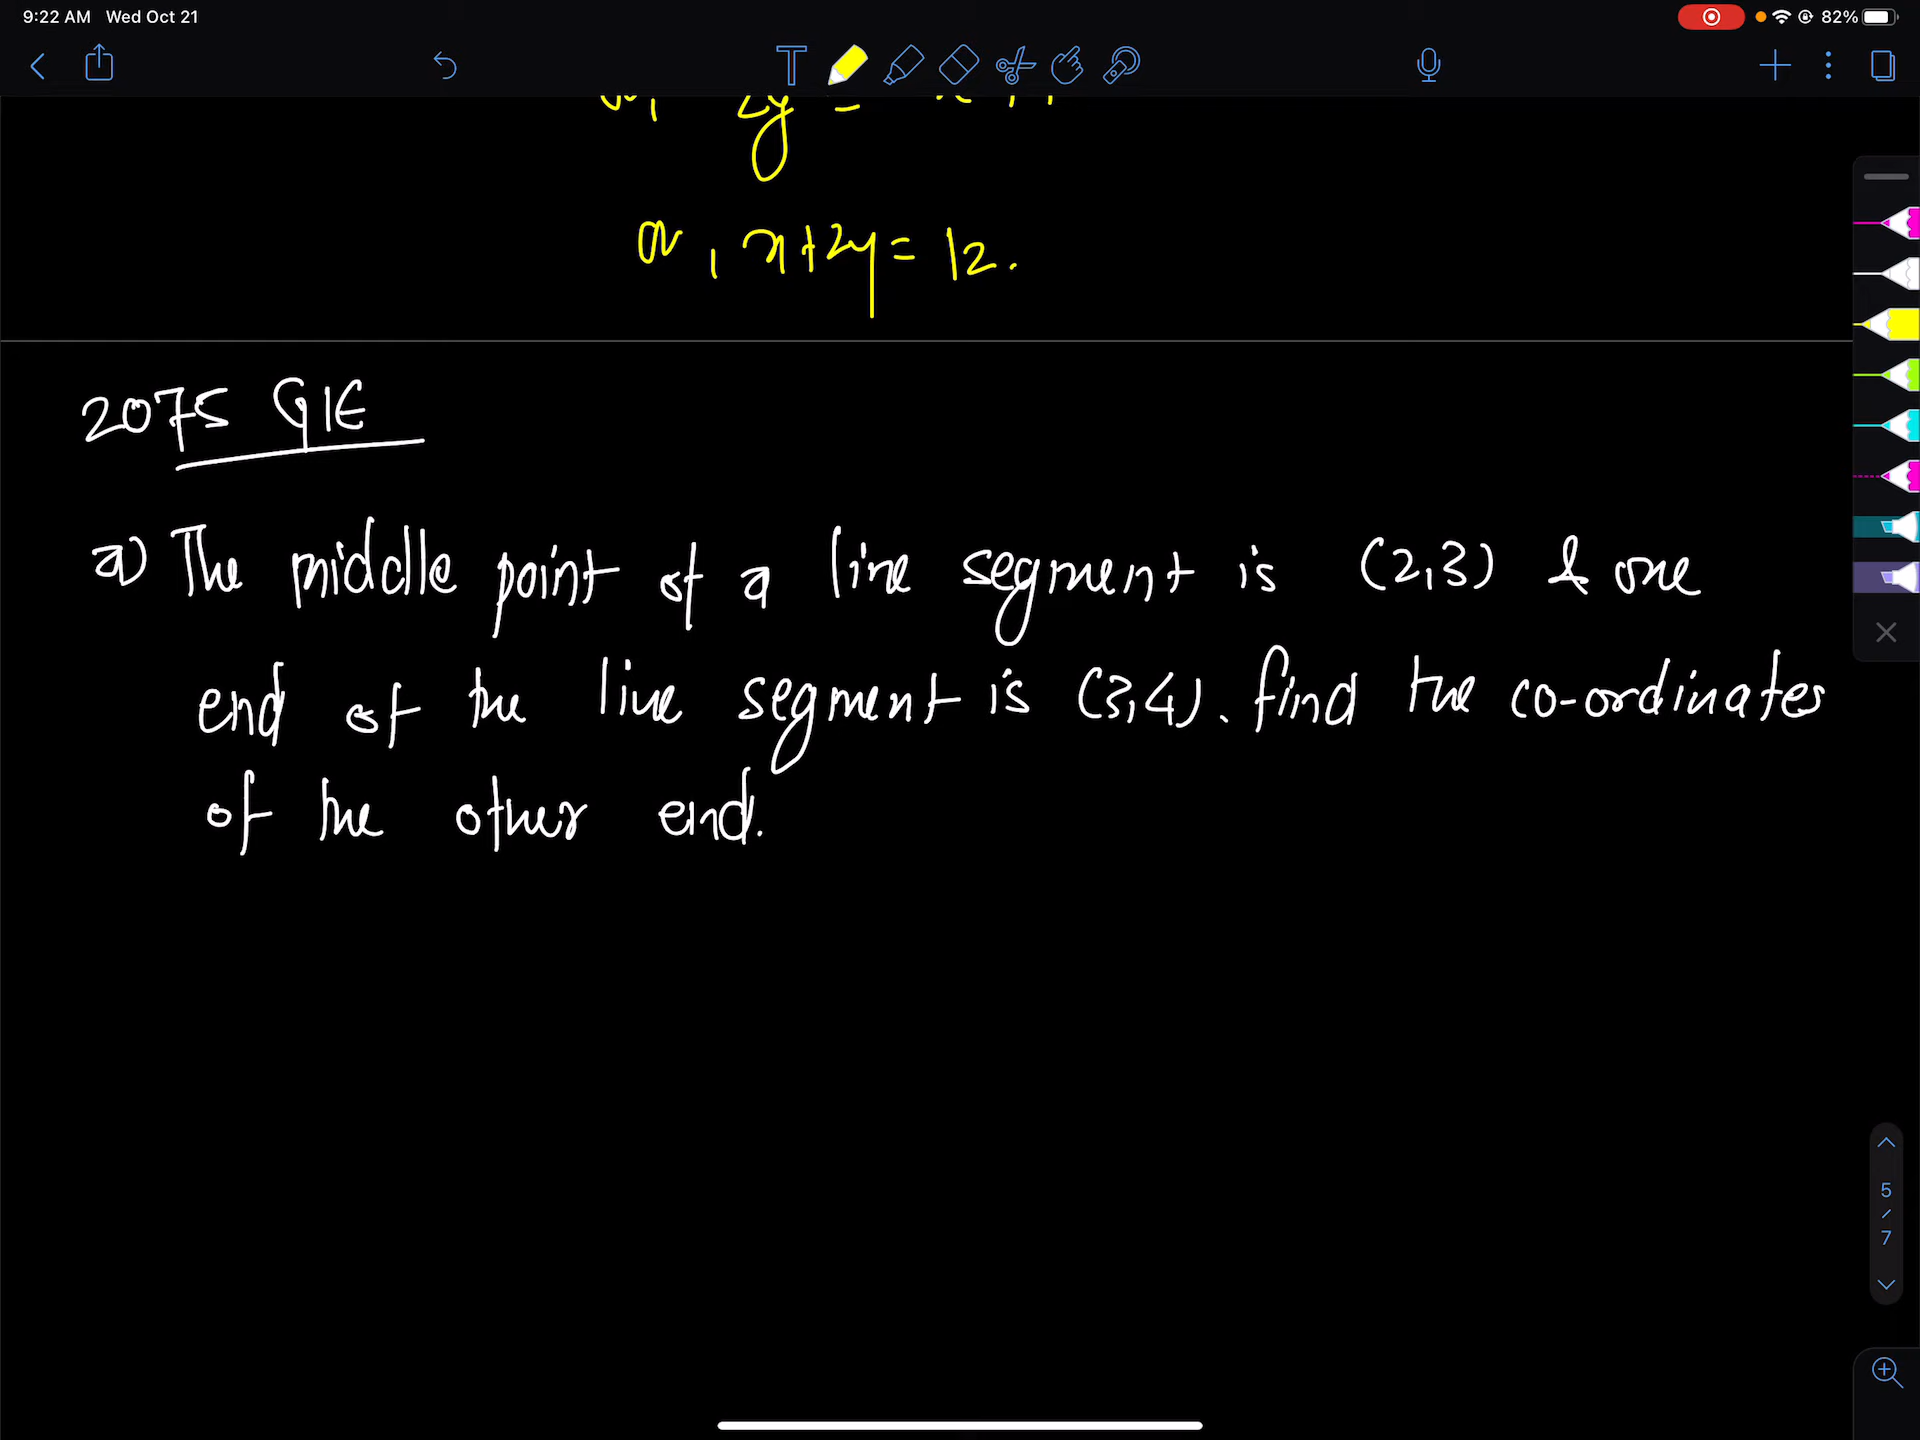 9:22 AM Wed Oct 21
82%
T
or, x+2y = 12.
2075 GIE
a) The middle point of a line segment is (2,3) & one
end of the line segment is (3,4). find the co-ordinates
of the other end.
5
/
7